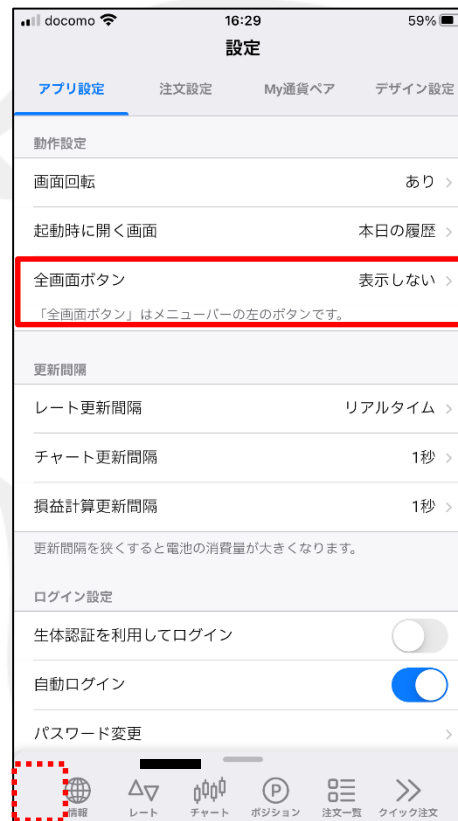 docomo 16:29 59%
設定
アプリ設定 注文設定 My通貨ペア デザイン設定
動作設定
画面回転 あり
起動時に開く画面 本日の履歴
全画面ボタン 表示しない
「全画面ボタン」はメニューバーの左のボタンです。
更新間隔
レート更新間隔 リアルタイム
チャート更新間隔 1秒
損益計算更新間隔 1秒
更新間隔を狭くすると電池の消費量が大きくなります。
ログイン設定
生体認証を利用してログイン
自動ログイン
パスワード変更
P
情報 レート チャート ポジション 注文一覧 クイック注文